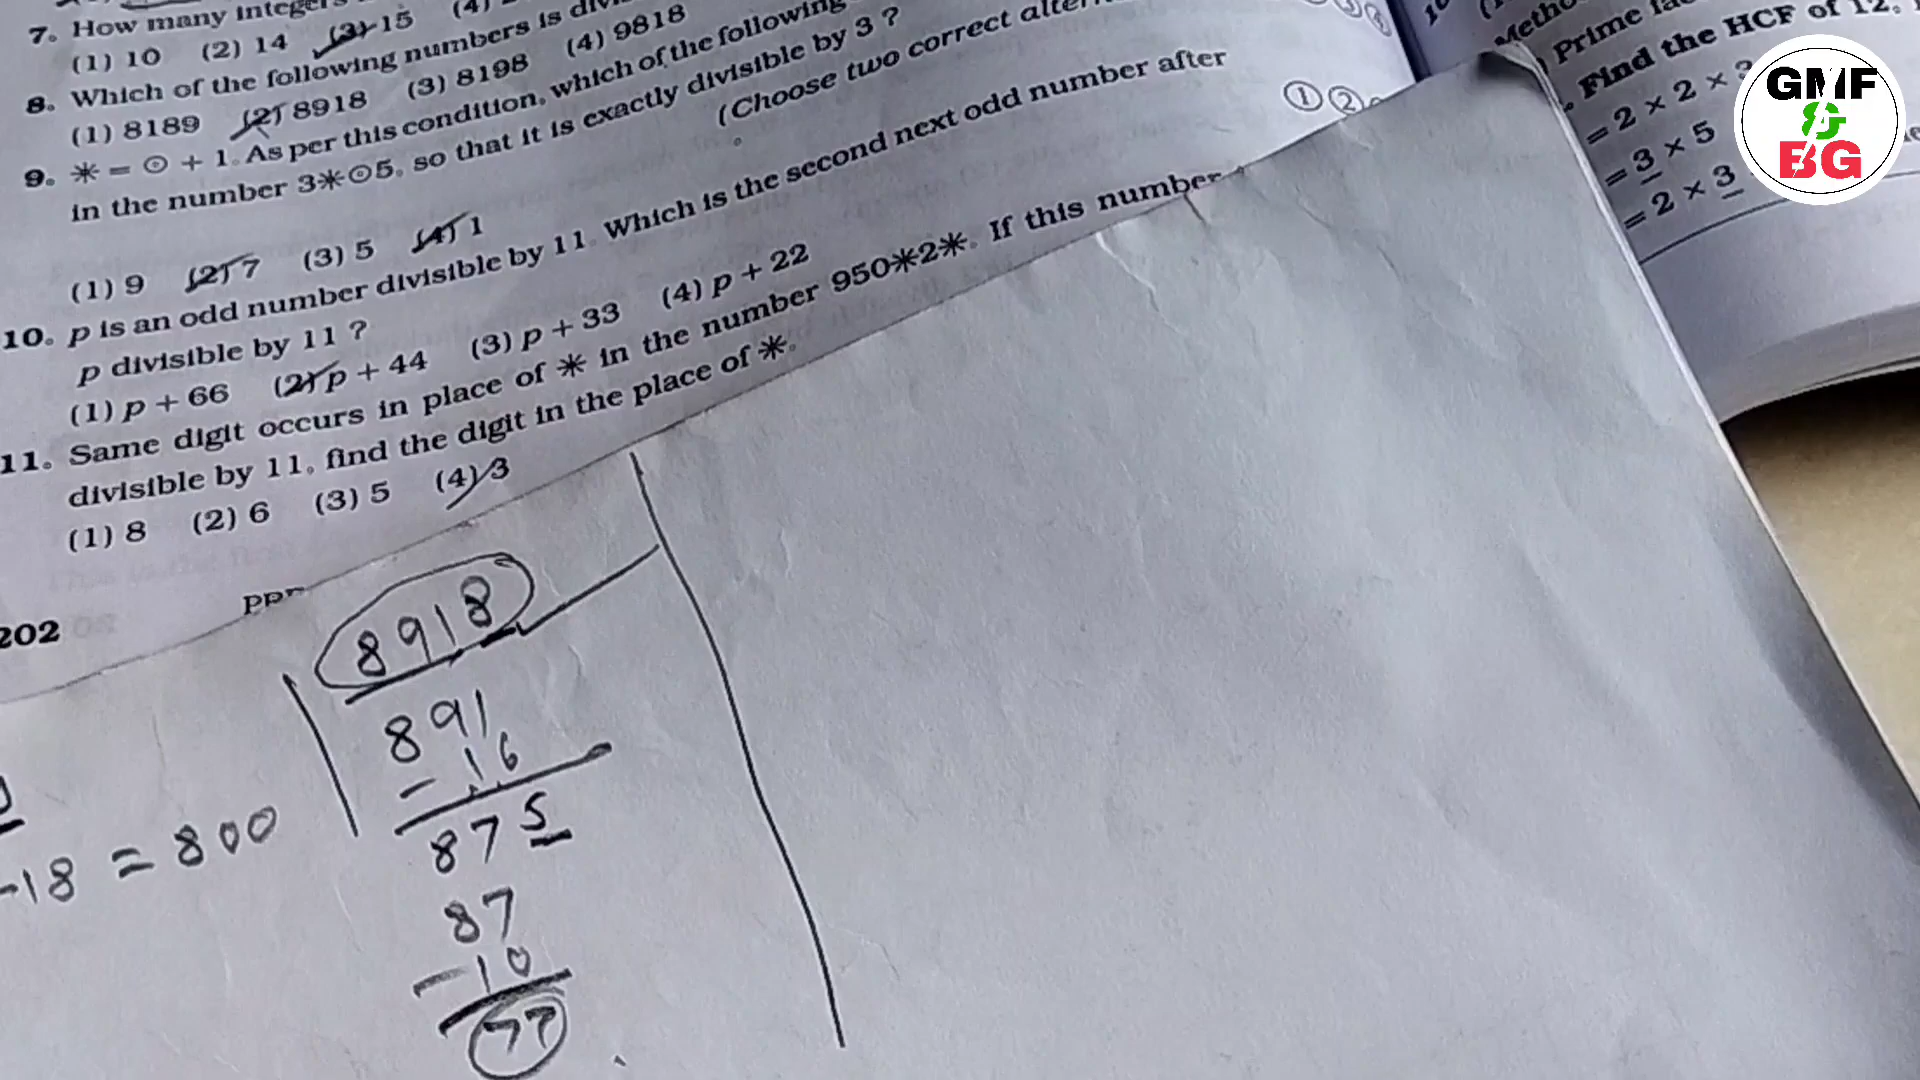 7. How many integers
(1) 10 (2) 14 (3) 15 (4)
8. Which of the following numbers is
(1) 8189 (2) 8918 (3) 8198 (4) 9818
9. ✳ = ⊙ + 1. As per this condition, which of the following
in the number 3✳⊙5, so that it is exactly divisible by 3 ?
(Choose two correct
(1) 9 (2) 7 (3) 5 (4) 1
10. p is an odd number divisible by 11. Which is the second next odd number after
p divisible by 11 ?
(1) p + 66 (2) p + 44 (3) p + 33 (4) p + 22
11. Same digit occurs in place of ✳ in the number 950✳2✳. If this number
divisible by 11, find the digit in the place of ✳.
(1) 8 (2) 6 (3) 5 (4) 3
202
① ②
Prime
Find the HCF of 12,
= 2 × 2 × 3
= 3 × 5
= 2 × 3
GMF
&
BG
-18 = 800
8918
891
- 16
875
87
- 10
77